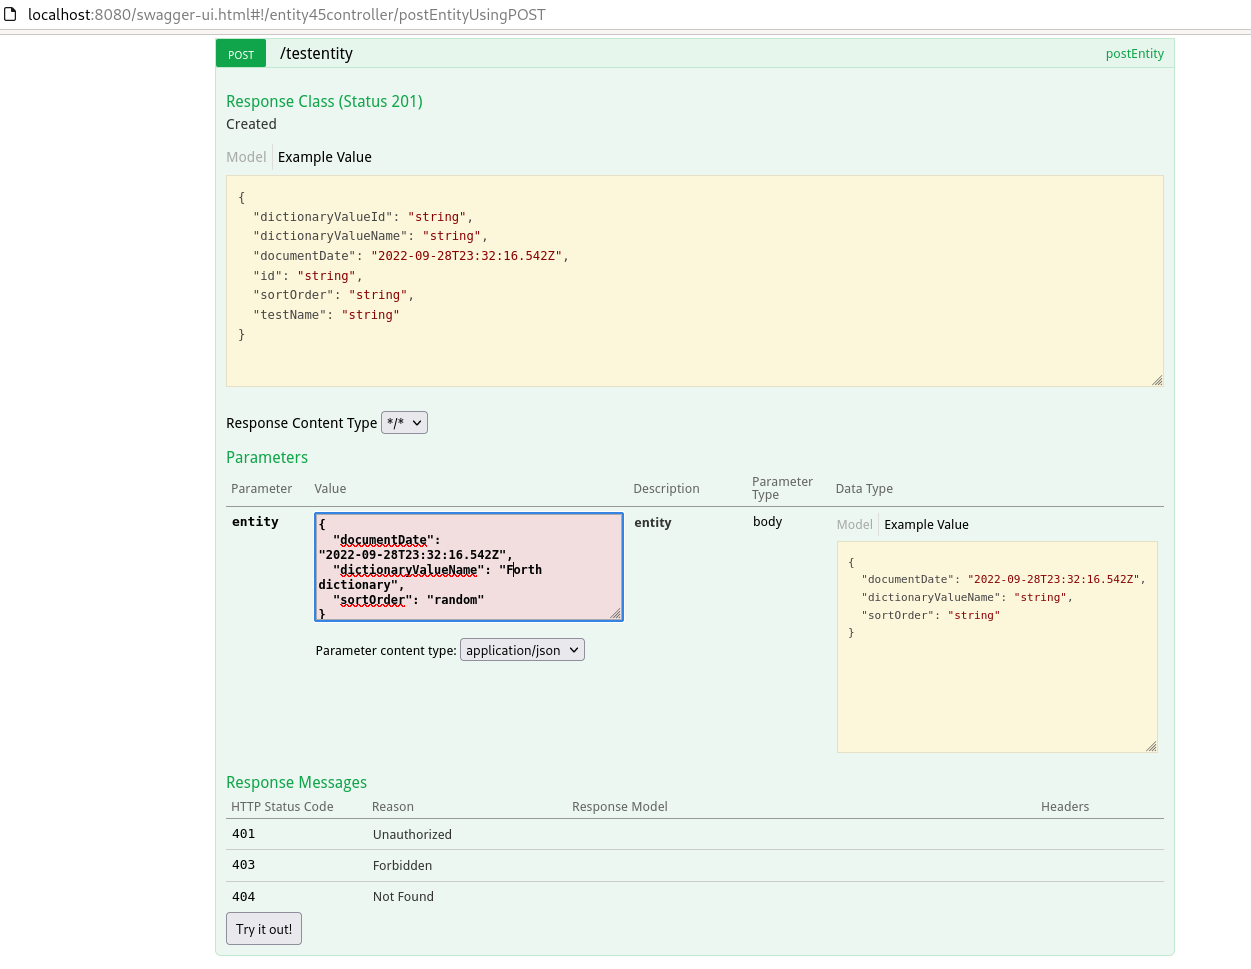 localhost:8080/swagger-ui.html#!/entity45controller/postEntityUsingPOST
POST /testentity postEntity
Response Class (Status 201)
Created
Model Example Value
{
"dictionaryValueId": "string",
"dictionaryValueName": "string",
"documentDate": "2022-09-28T23:32:16.542Z",
"id": "string",
"sortOrder": "string",
"testName": "string"
}
Response Content Type */*
Parameters
Parameter Value Description Parameter Type Data Type
entity
{
"documentDate":
"2022-09-28T23:32:16.542Z",
"dictionaryValueName": "Forth
dictionary",
"sortOrder": "random"
}
Parameter content type: application/json
entity
body
Model Example Value
{
"documentDate": "2022-09-28T23:32:16.542Z",
"dictionaryValueName": "string",
"sortOrder": "string"
}
Response Messages
HTTP Status Code Reason Response Model Headers
401 Unauthorized
403 Forbidden
404 Not Found
Try it out!